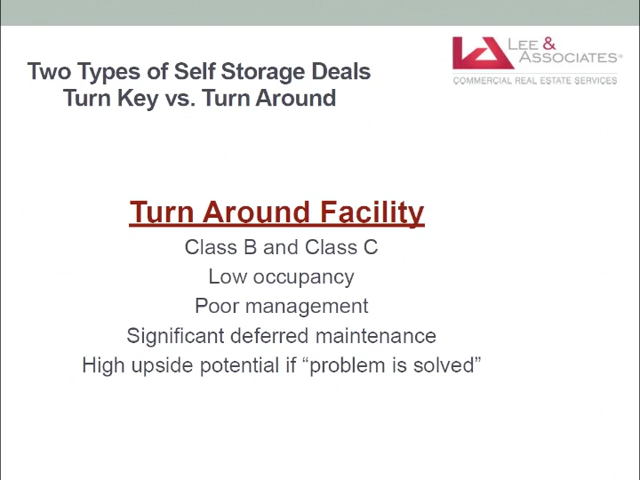 Two Types of Self Storage Deals
Turn Key vs. Turn Around
LEE &
ASSOCIATES®
COMMERCIAL REAL ESTATE SERVICES
Turn Around Facility
Class B and Class C
Low occupancy
Poor management
Significant deferred maintenance
High upside potential if “problem is solved”